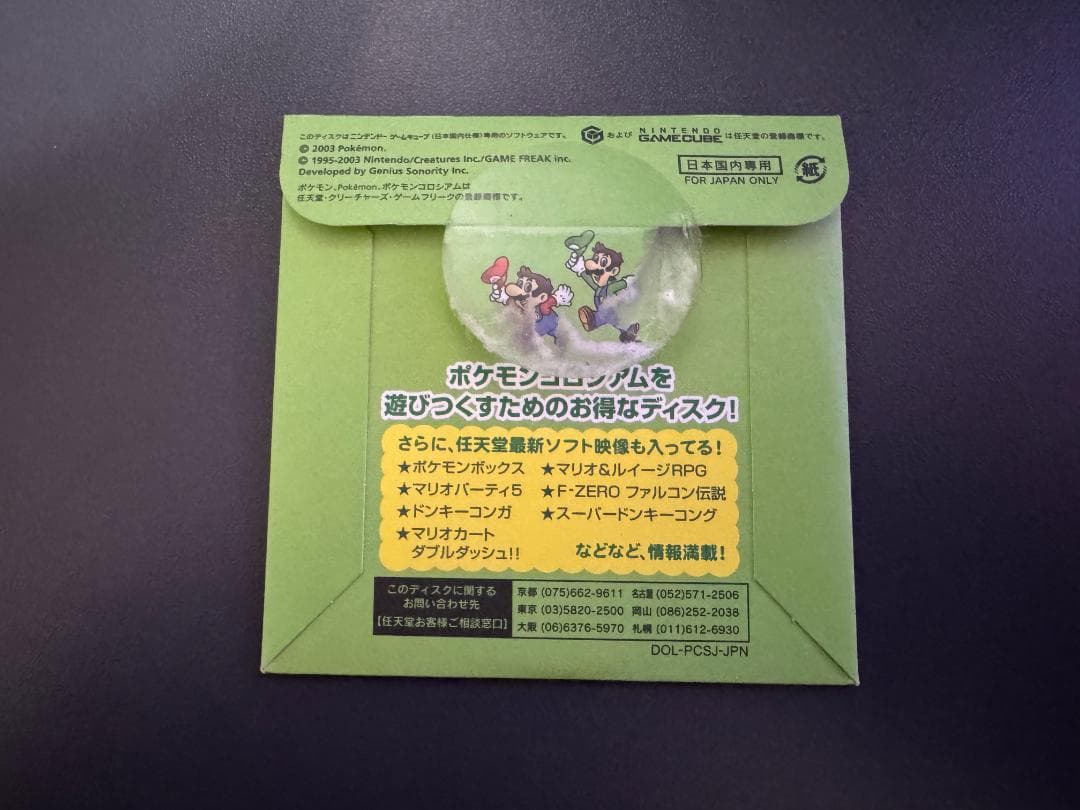 このディスクはニンテンドー ゲームキューブ(日本国内仕様)専用のソフトウェアです。
および NINTENDO GAMECUBE は任天堂の登録商標です。
© 2003 Pokémon.
© 1995-2003 Nintendo/Creatures Inc./GAME FREAK inc.
Developed by Genius Sonority Inc.
ポケモン、Pokémon、ポケモンコロシアムは
任天堂・クリーチャーズ・ゲームフリークの登録商標です。
日本国内専用
FOR JAPAN ONLY
紙
ポケモンコロシアムを
遊びつくすためのお得なディスク!
さらに、任天堂最新ソフト映像も入ってる!
★ポケモンボックス ★マリオ&ルイージRPG
★マリオパーティ5 ★F-ZERO ファルコン伝説
★ドンキーコンガ ★スーパードンキーコング
★マリオカート
ダブルダッシュ!! などなど、情報満載!
このディスクに関する
お問い合わせ先
【任天堂お客様ご相談窓口】
京都 (075)662-9611 名古屋 (052)571-2506
東京 (03)5820-2500 岡山 (086)252-2038
大阪 (06)6376-5970 札幌 (011)612-6930
DOL-PCSJ-JPN